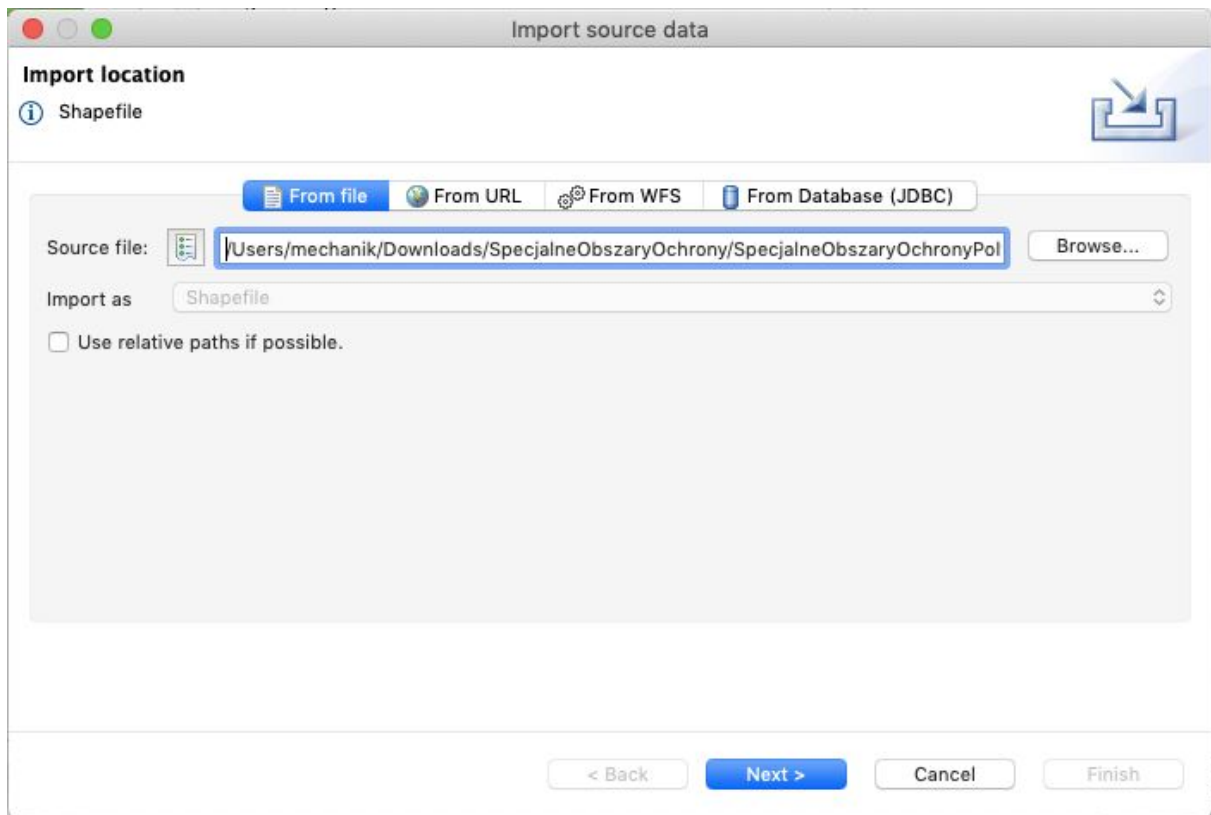 Import source data
Import location
Shapefile
From file From URL From WFS From Database (JDBC)
Source file: /Users/mechanik/Downloads/SpecjalneObszaryOchrony/SpecjalneObszaryOchronyPol Browse...
Import as Shapefile
Use relative paths if possible.
< Back Next > Cancel Finish